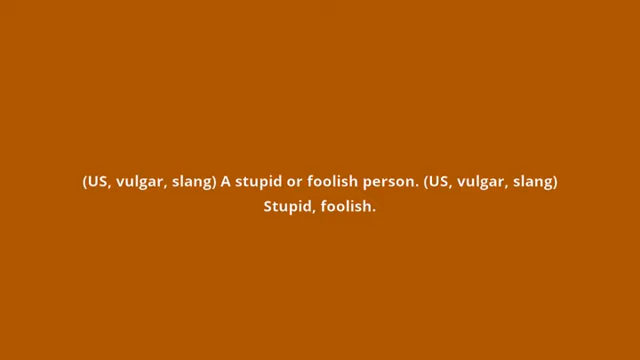 (US, vulgar, slang) A stupid or foolish person. (US, vulgar, slang)
Stupid, foolish.